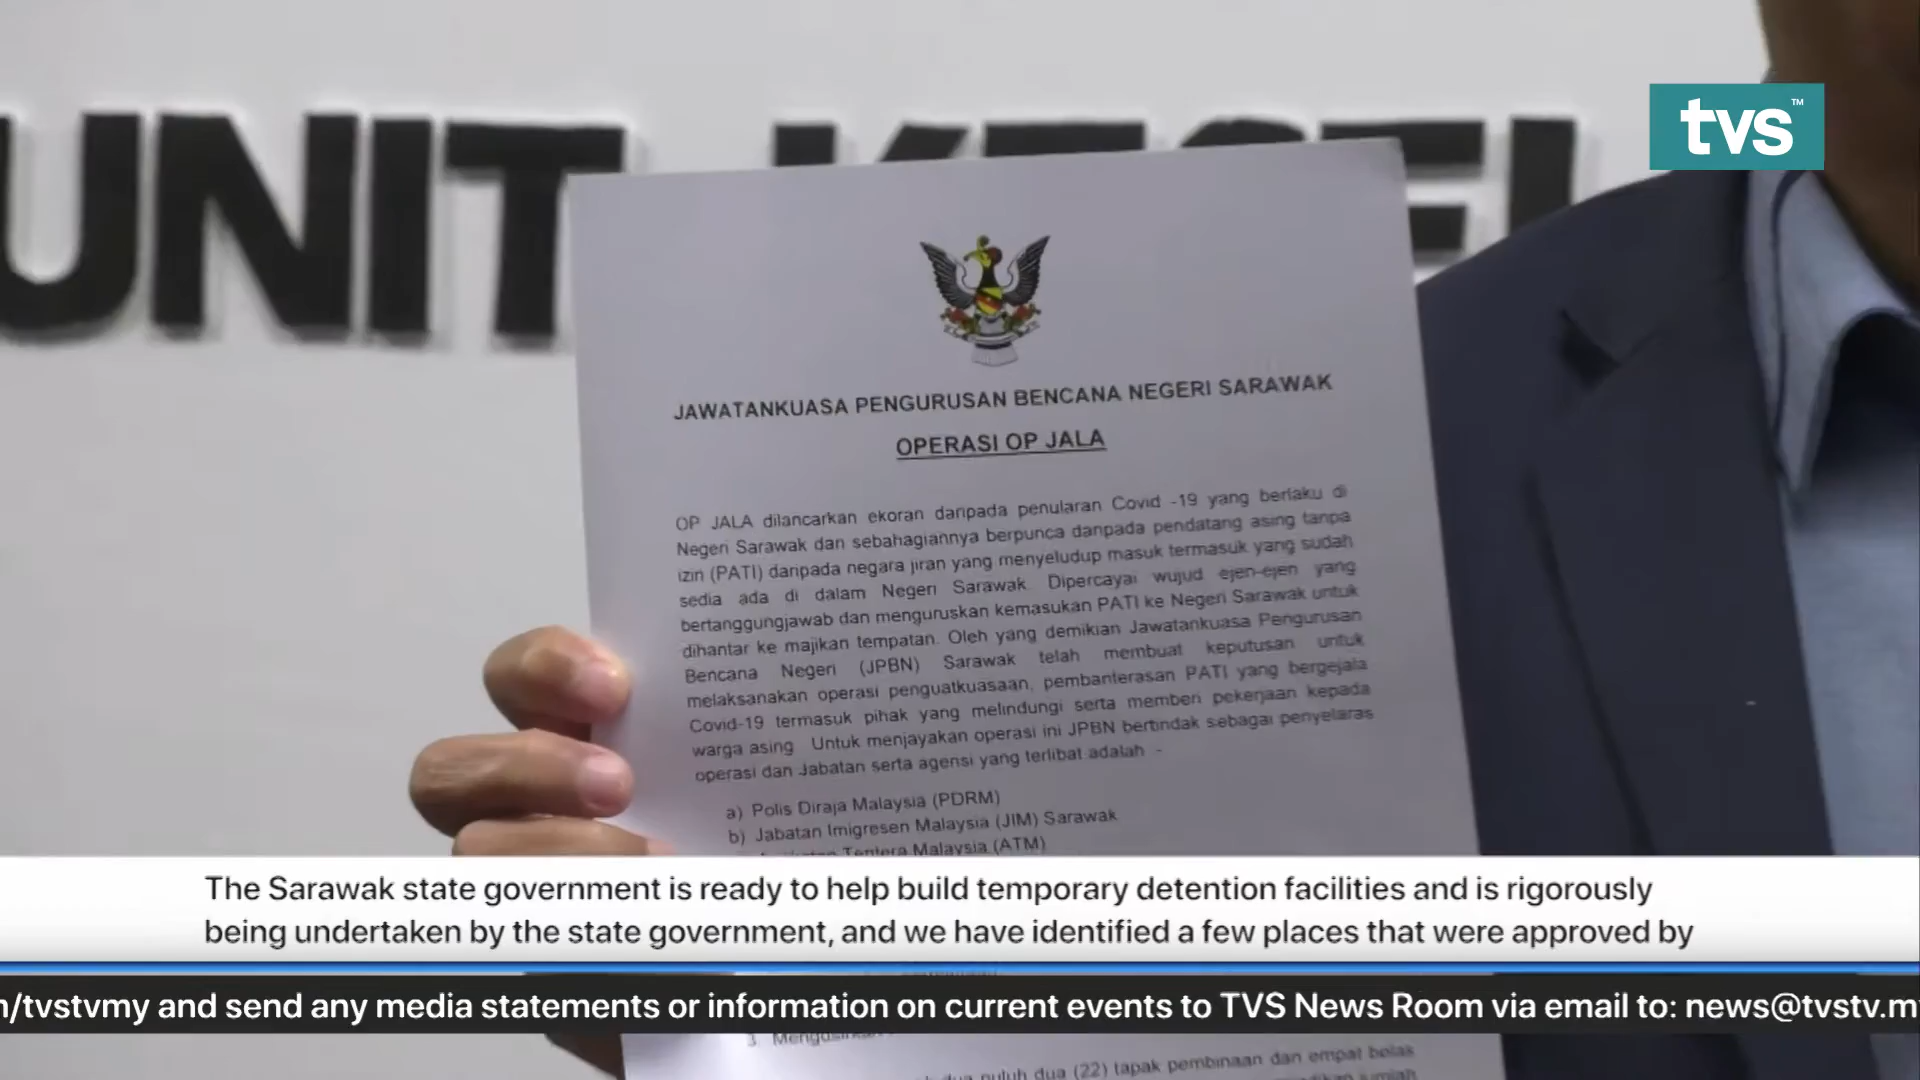 UNIT KESEL
tvs™
JAWATANKUASA PENGURUSAN BENCANA NEGERI SARAWAK
OPERASI OP JALA
OP JALA dilancarkan ekoran daripada penularan Covid -19 yang berlaku di
Negeri Sarawak dan sebahagiannya berpunca daripada pendatang asing tanpa
izin (PATI) daripada negara jiran yang menyeludup masuk termasuk yang sudah
sedia ada di dalam Negeri Sarawak. Dipercayai wujud ejen-ejen yang
bertanggungjawab dan menguruskan kemasukan PATI ke Negeri Sarawak untuk
dihantar ke majikan tempatan. Oleh yang demikian Jawatankuasa Pengurusan
Bencana Negeri (JPBN) Sarawak telah membuat keputusan untuk
melaksanakan operasi penguatkuasaan, pembanterasan PATI yang bergejala
Covid-19 termasuk pihak yang melindungi serta memberi pekerjaan kepada
warga asing Untuk menjayakan operasi ini JPBN bertindak sebagai penyelaras
operasi dan Jabatan serta agensi yang terlibat adalah -
a) Polis Diraja Malaysia (PDRM)
b) Jabatan Imigresen Malaysia (JIM) Sarawak
Tentera Malaysia (ATM)
The Sarawak state government is ready to help build temporary detention facilities and is rigorously
being undertaken by the state government, and we have identified a few places that were approved by
/tvstvmy and send any media statements or information on current events to TVS News Room via email to: news@tvstv.m
3.
dua puluh dua (22) tapak pembinaan dan empat belas
jumlah